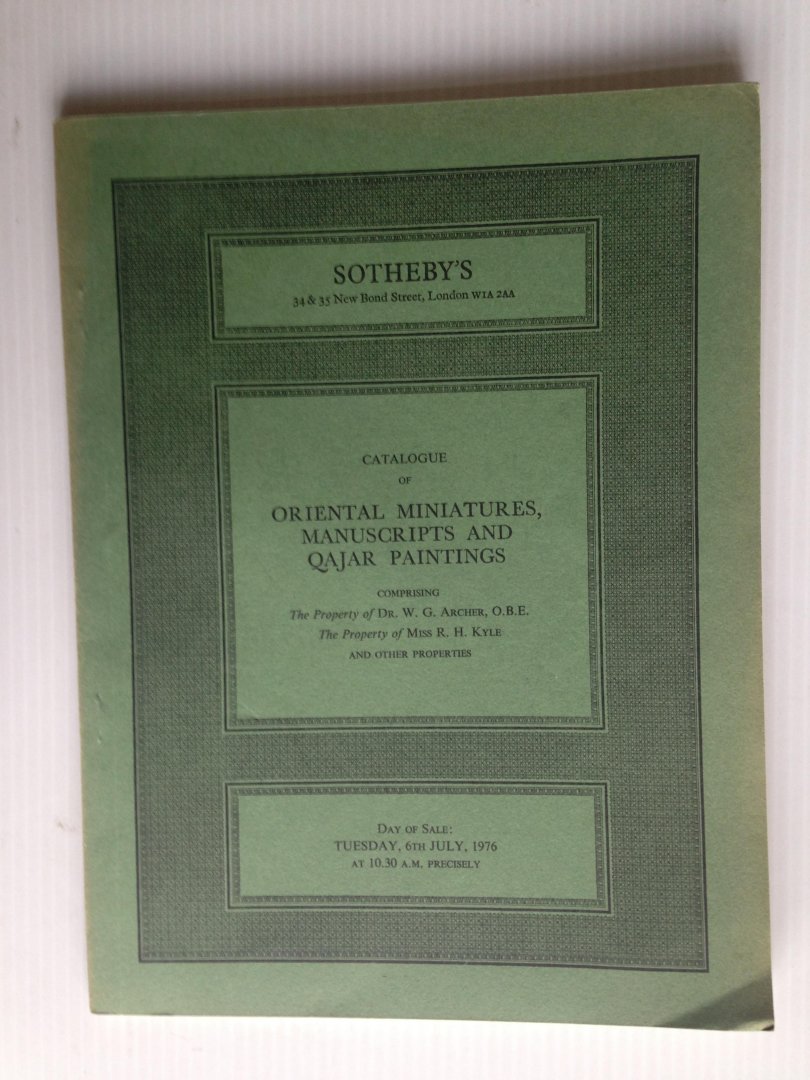 SOTHEBY'S
34 & 35 New Bond Street, London W1A 2AA
CATALOGUE
OF
ORIENTAL MINIATURES,
MANUSCRIPTS AND
QAJAR PAINTINGS
COMPRISING
The Property of DR. W. G. ARCHER, O.B.E.
The Property of MISS R. H. KYLE
AND OTHER PROPERTIES
DAY OF SALE:
TUESDAY, 6TH JULY, 1976
AT 10.30 A.M. PRECISELY